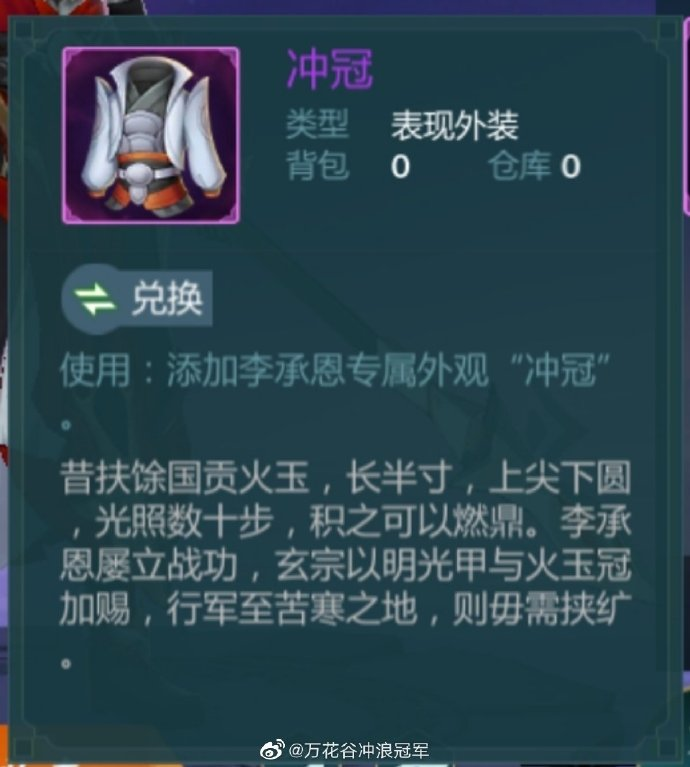 冲冠
类型 表现外装
背包 0 仓库 0
兑换
使用：添加李承恩专属外观“冲冠”
。
昔扶馀国贡火玉，长半寸，上尖下圆
，光照数十步，积之可以燃鼎。李承
恩屡立战功，玄宗以明光甲与火玉冠
加赐，行军至苦寒之地，则毋需挟纩
。
@万花谷冲浪冠军